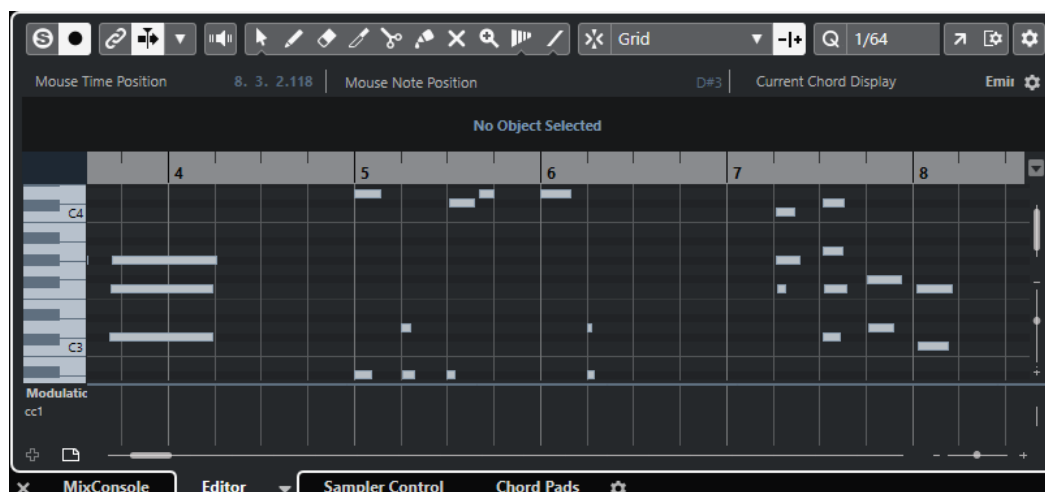 S Grid Q 1/64
Mouse Time Position 8. 3. 2.118 Mouse Note Position D#3 Current Chord Display Emin
No Object Selected
4 5 6 7 8
C4
C3
Modulatic
cc1
MixConsole Editor Sampler Control Chord Pads